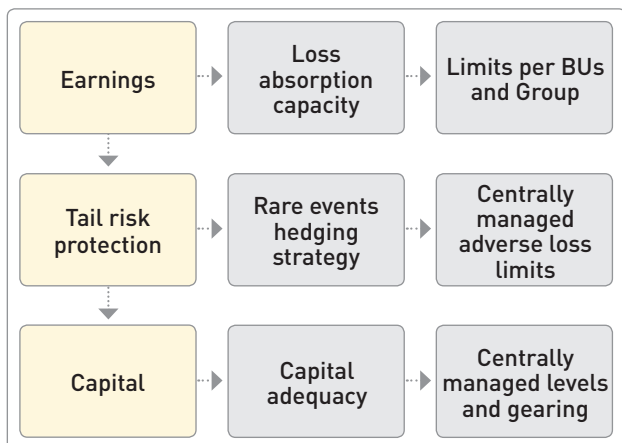 Earnings
Loss
absorption
capacity
Limits per BUs
and Group
Tail risk
protection
Rare events
hedging
strategy
Centrally
managed
adverse loss
limits
Capital
Capital
adequacy
Centrally
managed levels
and gearing